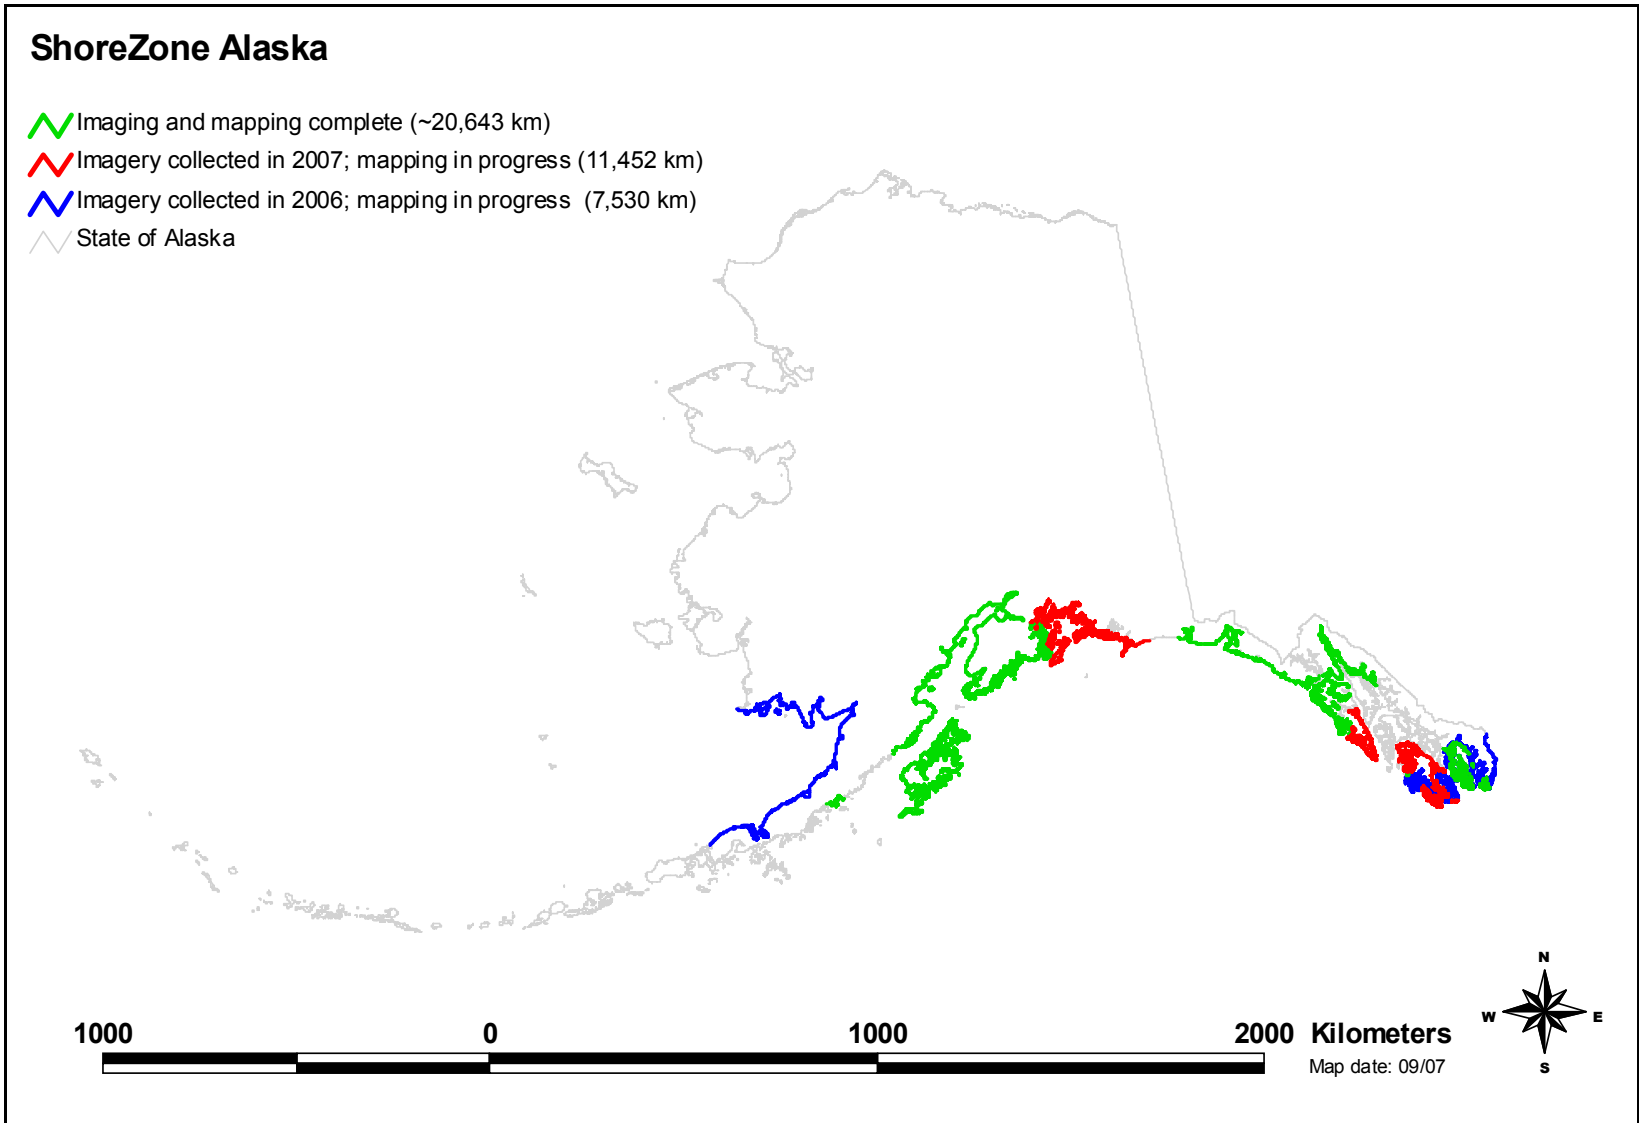 ShoreZone Alaska
Imaging and mapping complete (~20,643 km)
Imagery collected in 2007; mapping in progress (11,452 km)
Imagery collected in 2006; mapping in progress (7,530 km)
State of Alaska
N
W E
S
1000 0 1000 2000 Kilometers
Map date: 09/07